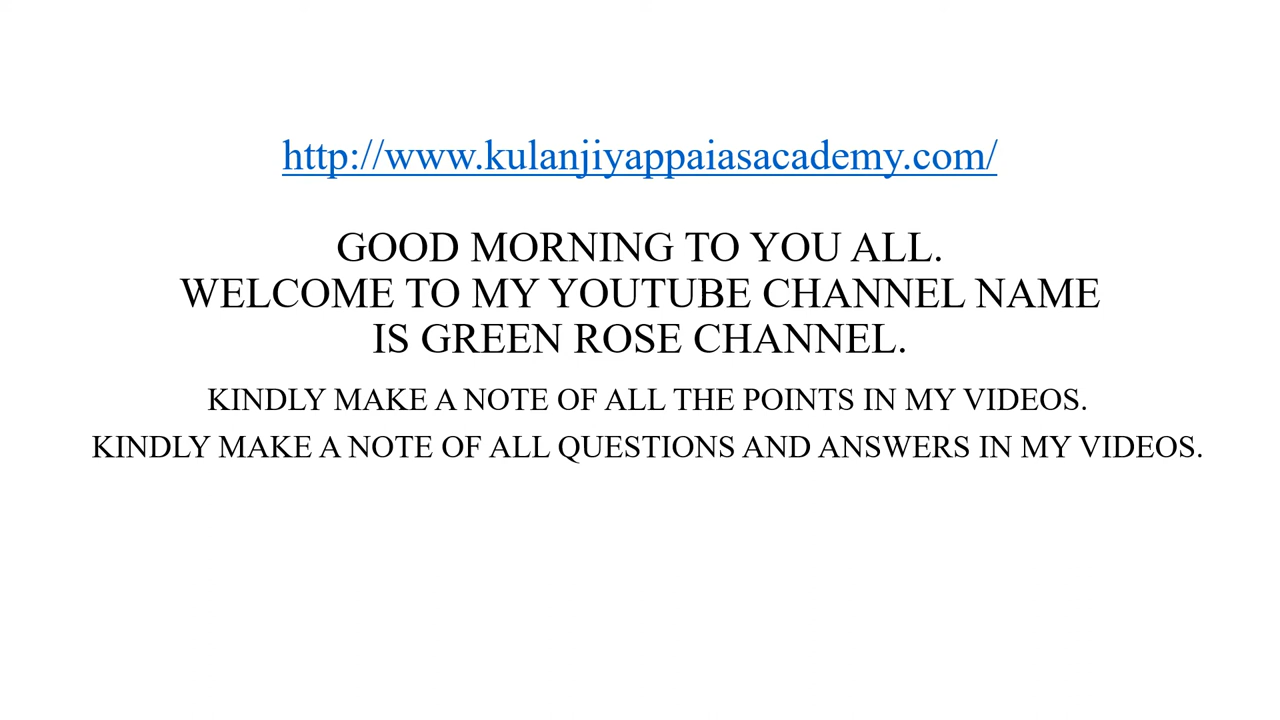 http://www.kulanjiyappaiasacademy.com/
GOOD MORNING TO YOU ALL.
WELCOME TO MY YOUTUBE CHANNEL NAME
IS GREEN ROSE CHANNEL.
KINDLY MAKE A NOTE OF ALL THE POINTS IN MY VIDEOS.
KINDLY MAKE A NOTE OF ALL QUESTIONS AND ANSWERS IN MY VIDEOS.